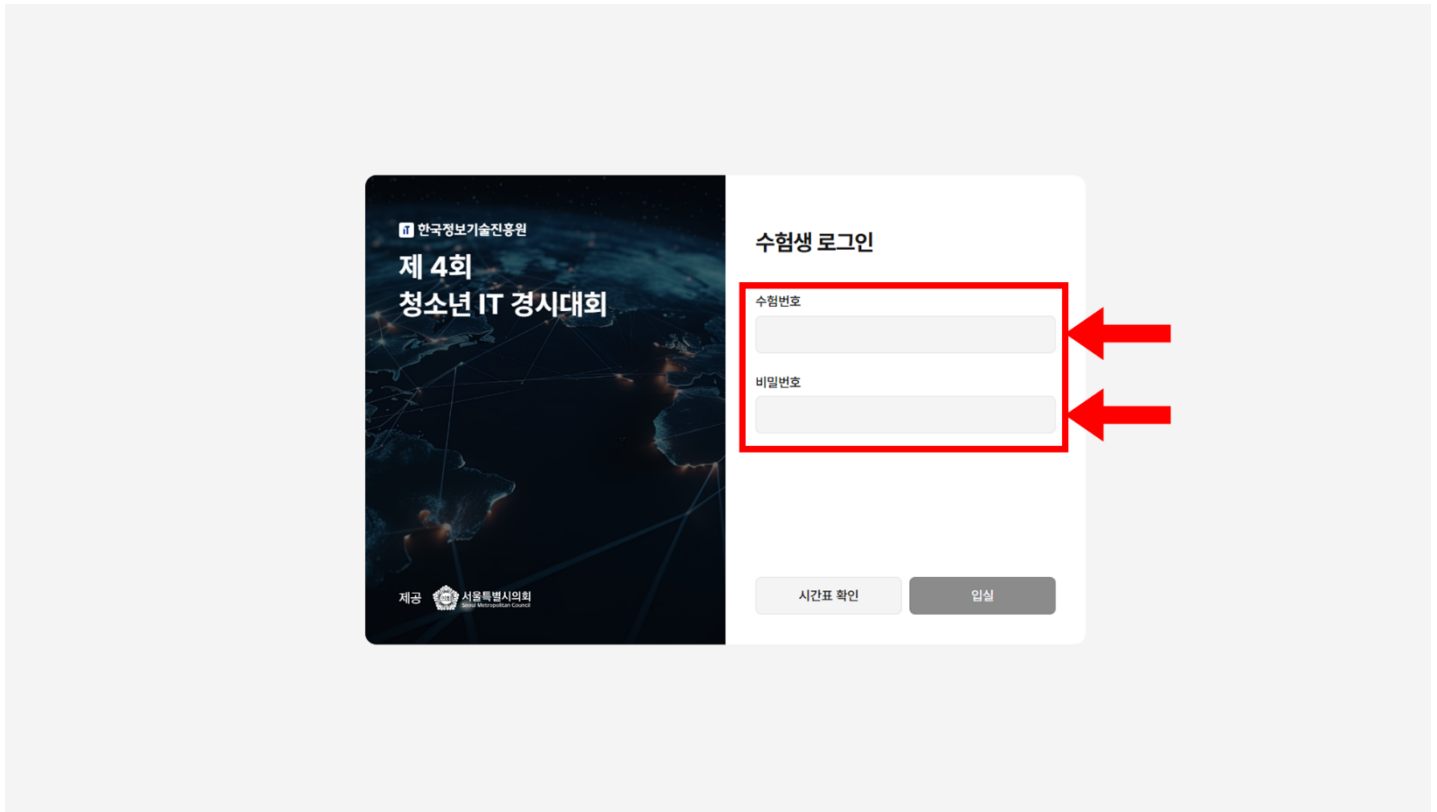 한국정보기술진흥원
제 4회
청소년 IT 경시대회
제공
서울특별시의회
Seoul Metropolitan Council
수험생 로그인
수험번호
비밀번호
시간표 확인
입실